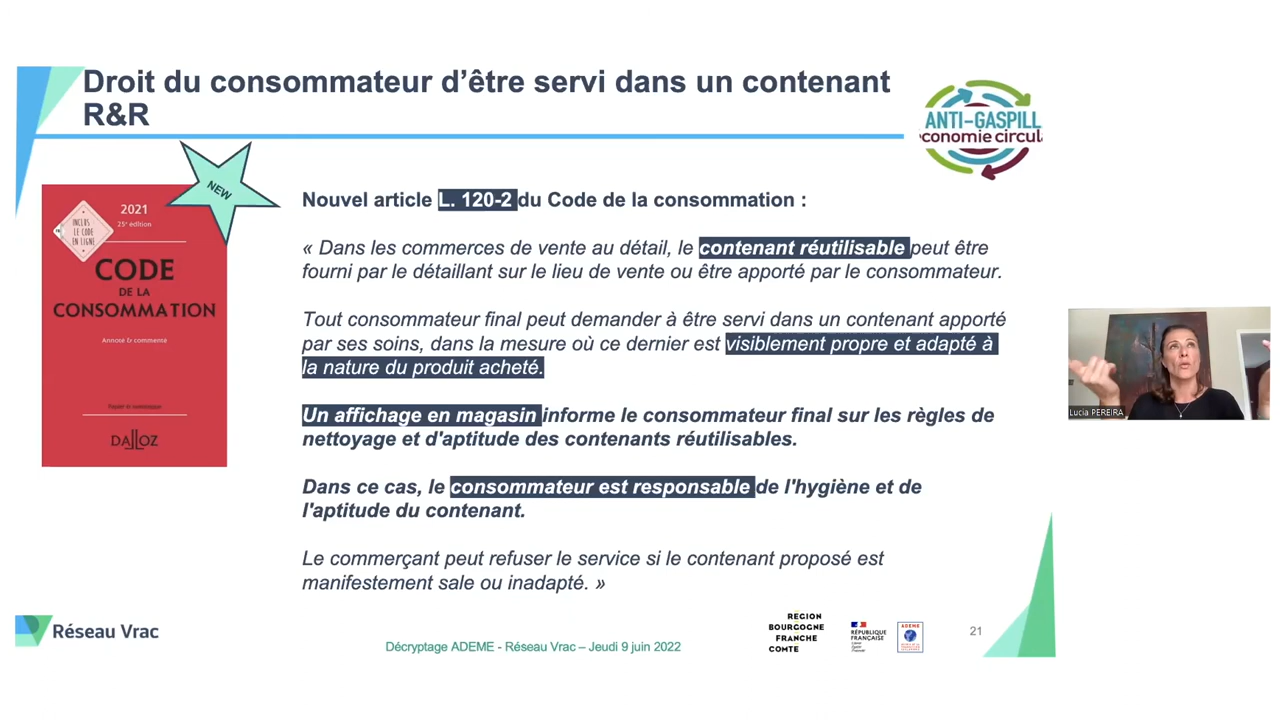 Droit du consommateur d’être servi dans un contenant
R&R
ANTI-GASPILL
conomie circul
NEW
2021
25e edition
INCLUS
LE CODE
EN LIGNE
CODE
DE LA
CONSOMMATION
Annoté & commenté
DALLOZ
Nouvel article L. 120-2 du Code de la consommation :
« Dans les commerces de vente au détail, le contenant réutilisable peut être
fourni par le détaillant sur le lieu de vente ou être apporté par le consommateur.
Tout consommateur final peut demander à être servi dans un contenant apporté
par ses soins, dans la mesure où ce dernier est visiblement propre et adapté à
la nature du produit acheté.
Un affichage en magasin informe le consommateur final sur les règles de
nettoyage et d'aptitude des contenants réutilisables.
Dans ce cas, le consommateur est responsable de l'hygiène et de
l'aptitude du contenant.
Le commerçant peut refuser le service si le contenant proposé est
manifestement sale ou inadapté. »
Lucia PEREIRA
Réseau Vrac
Décryptage ADEME - Réseau Vrac – Jeudi 9 juin 2022
REGION
BOURGOGNE
FRANCHE
COMTE
RÉPUBLIQUE
FRANÇAISE
ADEME
21